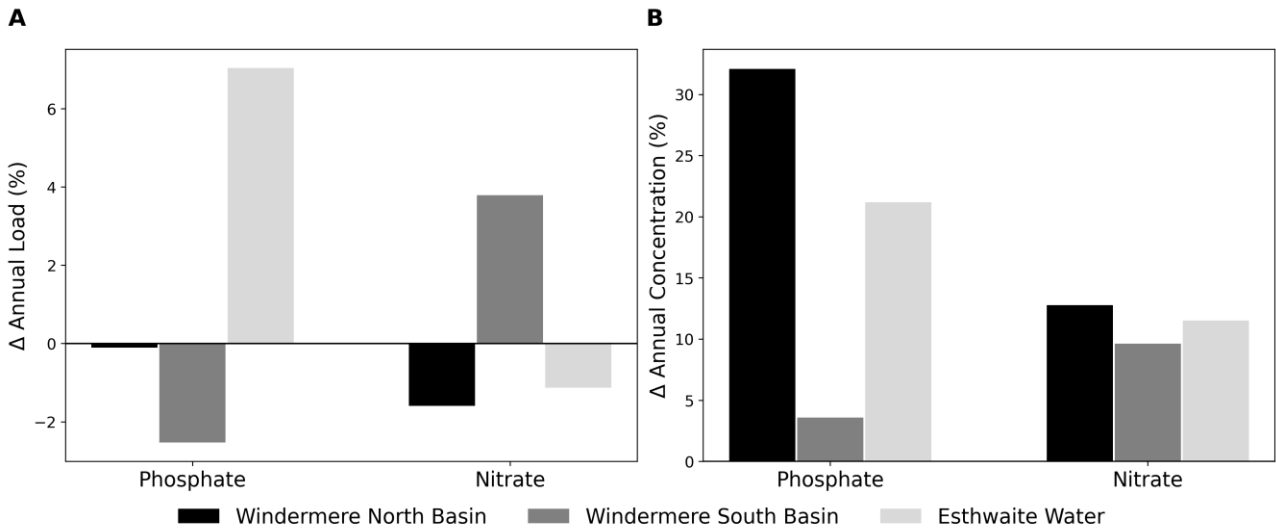 A
B
Δ Annual Load (%)
6
4
2
0
−2
Phosphate
Nitrate
Δ Annual Concentration (%)
30
25
20
15
10
5
0
Phosphate
Nitrate
Windermere North Basin
Windermere South Basin
Esthwaite Water